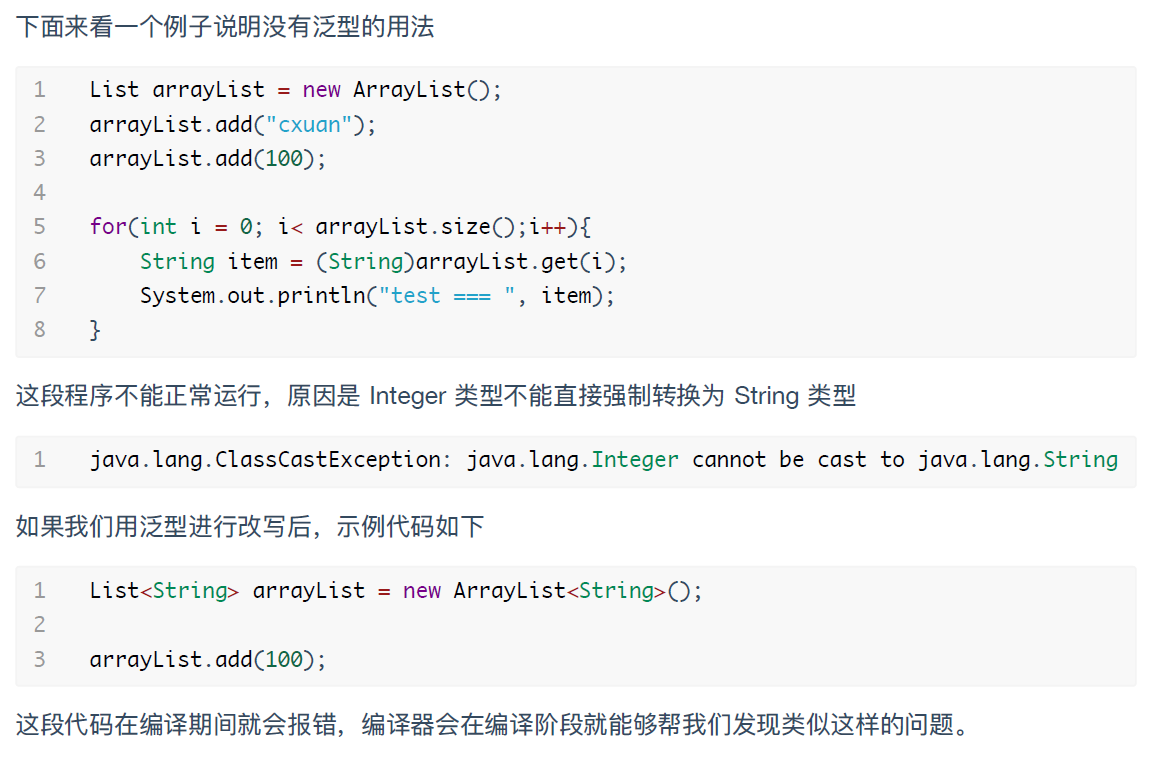 下面来看一个例子说明没有泛型的用法
1 List arrayList = new ArrayList();
2 arrayList.add("cxuan");
3 arrayList.add(100);
4
5 for(int i = 0; i< arrayList.size();i++){
6     String item = (String)arrayList.get(i);
7     System.out.println("test === ", item);
8 }
这段程序不能正常运行，原因是 Integer 类型不能直接强制转换为 String 类型
1 java.lang.ClassCastException: java.lang.Integer cannot be cast to java.lang.String
如果我们用泛型进行改写后，示例代码如下
1 List<String> arrayList = new ArrayList<String>();
2
3 arrayList.add(100);
这段代码在编译期间就会报错，编译器会在编译阶段就能够帮我们发现类似这样的问题。